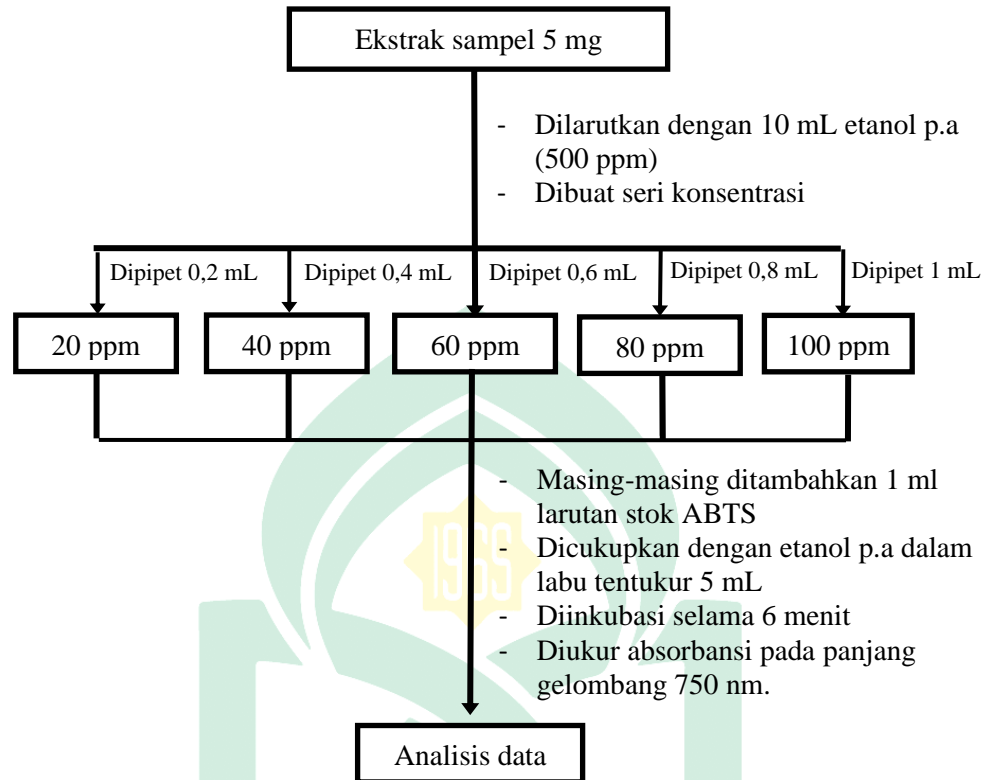 Ekstrak sampel 5 mg
- Dilarutkan dengan 10 mL etanol p.a
(500 ppm)
- Dibuat seri konsentrasi
Dipipet 0,2 mL
Dipipet 0,4 mL
Dipipet 0,6 mL
Dipipet 0,8 mL
Dipipet 1 mL
20 ppm
40 ppm
60 ppm
80 ppm
100 ppm
- Masing-masing ditambahkan 1 ml
larutan stok ABTS
- Dicukupkan dengan etanol p.a dalam
labu tentukur 5 mL
- Diinkubasi selama 6 menit
- Diukur absorbansi pada panjang
gelombang 750 nm.
1965
Analisis data